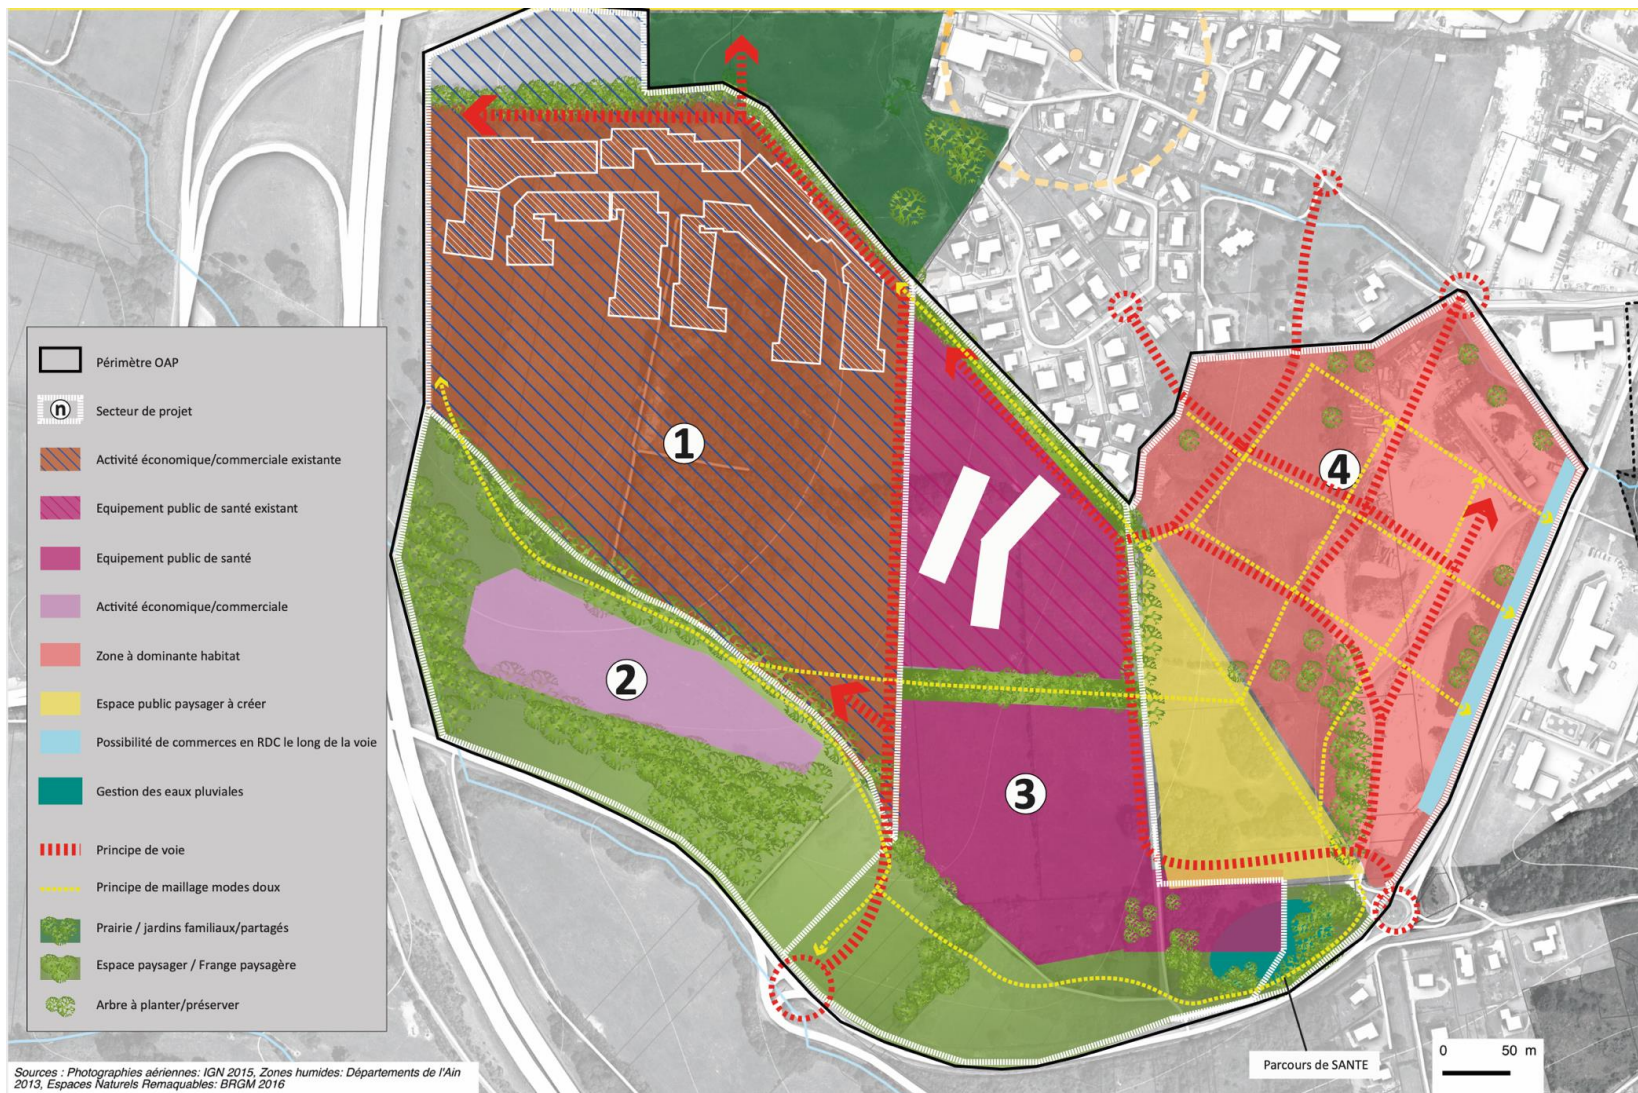 1
4
2
3
Périmètre OAP
n
Secteur de projet
Activité économique/commerciale existante
Equipement public de santé existant
Equipement public de santé
Activité économique/commerciale
Zone à dominante habitat
Espace public paysager à créer
Possibilité de commerces en RDC le long de la voie
Gestion des eaux pluviales
Principe de voie
Principe de maillage modes doux
Prairie / jardins familiaux/partagés
Espace paysager / Frange paysagère
Arbre à planter/préserver
Parcours de SANTE
0 50 m
Sources : Photographies aériennes: IGN 2015, Zones humides: Départements de l'Ain
2013, Espaces Naturels Remaquables: BRGM 2016